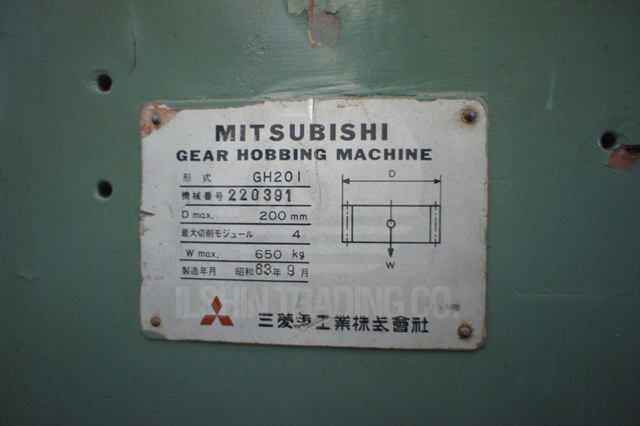 MITSUBISHI
GEAR HOBBING MACHINE
形式 GH201
機械番号 220391
D max. 200 mm
最大切削モジュール 4
W max. 650 kg
製造年月 昭和63年9月
D
W
ILSHIN TRADING CO.
三菱重工業株式會社